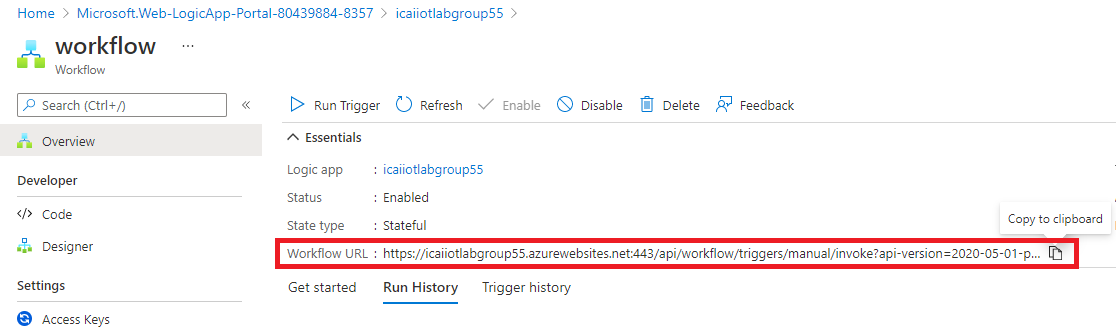 Home > Microsoft.Web-LogicApp-Portal-80439884-8357 > icaiiotlabgroup55 >
workflow ...
Workflow
Search (Ctrl+/) «
Run Trigger Refresh Enable Disable Delete Feedback
Overview
Essentials
Developer
Logic app : icaiiotlabgroup55
Code
Status : Enabled
Designer
State type : Stateful
Copy to clipboard
Workflow URL : https://icaiiotlabgroup55.azurewebsites.net:443/api/workflow/triggers/manual/invoke?api-version=2020-05-01-p...
Settings
Get started Run History Trigger history
Access Keys